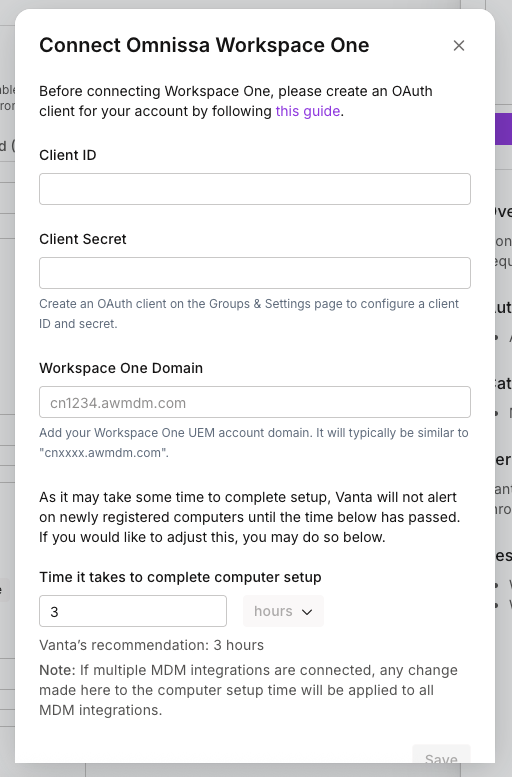 Connect Omnissa Workspace One
Before connecting Workspace One, please create an OAuth
client for your account by following this guide.
Client ID
Client Secret
Create an OAuth client on the Groups & Settings page to configure a client
ID and secret.
Workspace One Domain
cn1234.awmdm.com
Add your Workspace One UEM account domain. It will typically be similar to
"cnxxxx.awmdm.com".
As it may take some time to complete setup, Vanta will not alert
on newly registered computers until the time below has passed.
If you would like to adjust this, you may do so below.
Time it takes to complete computer setup
3 hours
Vanta’s recommendation: 3 hours
Note: If multiple MDM integrations are connected, any change
made here to the computer setup time will be applied to all
MDM integrations.
Save